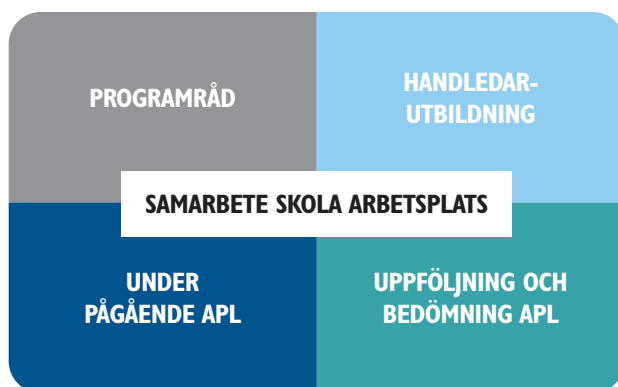 PROGRAMRÅD
HANDLEDAR-
UTBILDNING
SAMARBETE SKOLA ARBETSPLATS
UNDER
PÅGÅENDE APL
UPPFÖLJNING OCH
BEDÖMNING APL